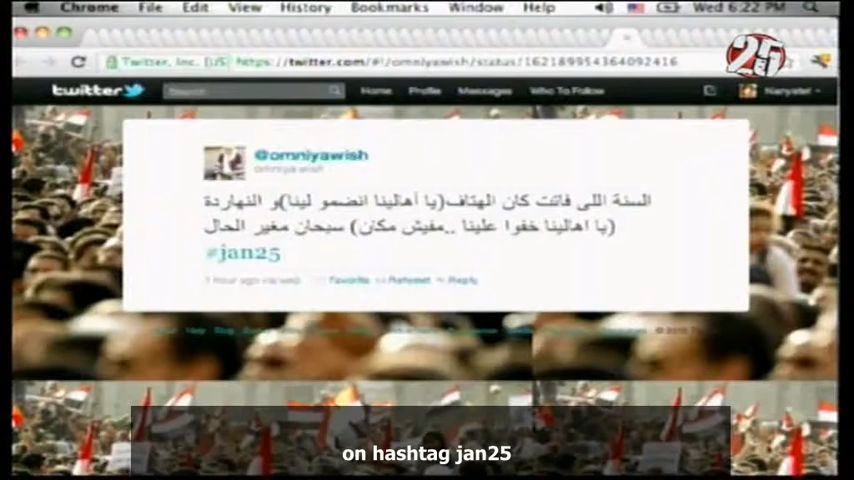 Chrome File Edit View History Bookmarks Window Help Wed 6:22 PM
Twitter, Inc. [US] https://twitter.com/#!/omniyawish/status/162189954364092416
25
twitter Search Home Profile Messages Who To Follow
@omniyawish
omniya wish
السنة اللى فاتت كان الهتاف(يا أهالينا انضمو لينا)و النهاردة
(يا اهالينا خفوا علينا ..مفيش مكان) سبحان مغير الحال
#jan25
1 hour ago via web Favorite Retweet Reply
on hashtag jan25